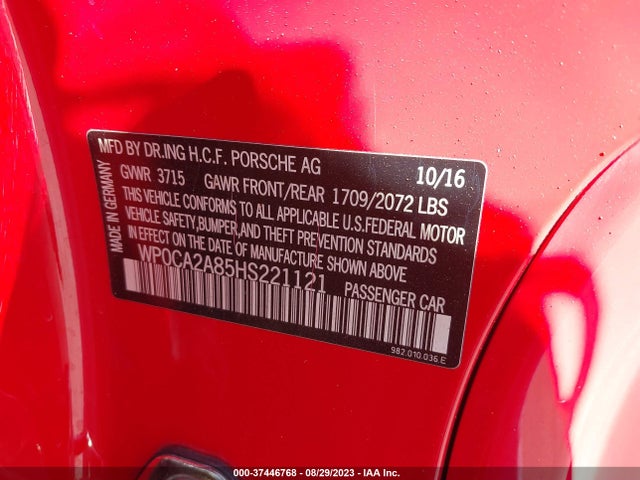 MFD BY DR.ING H.C.F. PORSCHE AG 10/16
GVWR 3715 GAWR FRONT/REAR 1709/2072 LBS
THIS VEHICLE CONFORMS TO ALL APPLICABLE U.S.FEDERAL MOTOR
VEHICLE SAFETY,BUMPER,AND THEFT PREVENTION STANDARDS
IN EFFECT ON THE DATE OF MANUFACTURE SHOWN ABOVE.
WP0CA2A85HS221121 PASSENGER CAR
MADE IN GERMANY
982.010.036.E
000-37446768 - 08/29/2023 - IAA Inc.